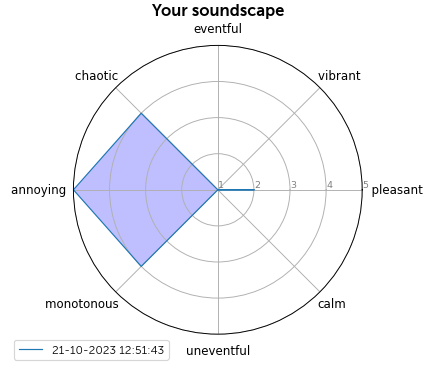 Your soundscape
eventful
chaotic
vibrant
annoying
1 2 3 4 5
pleasant
monotonous
calm
uneventful
21-10-2023 12:51:43